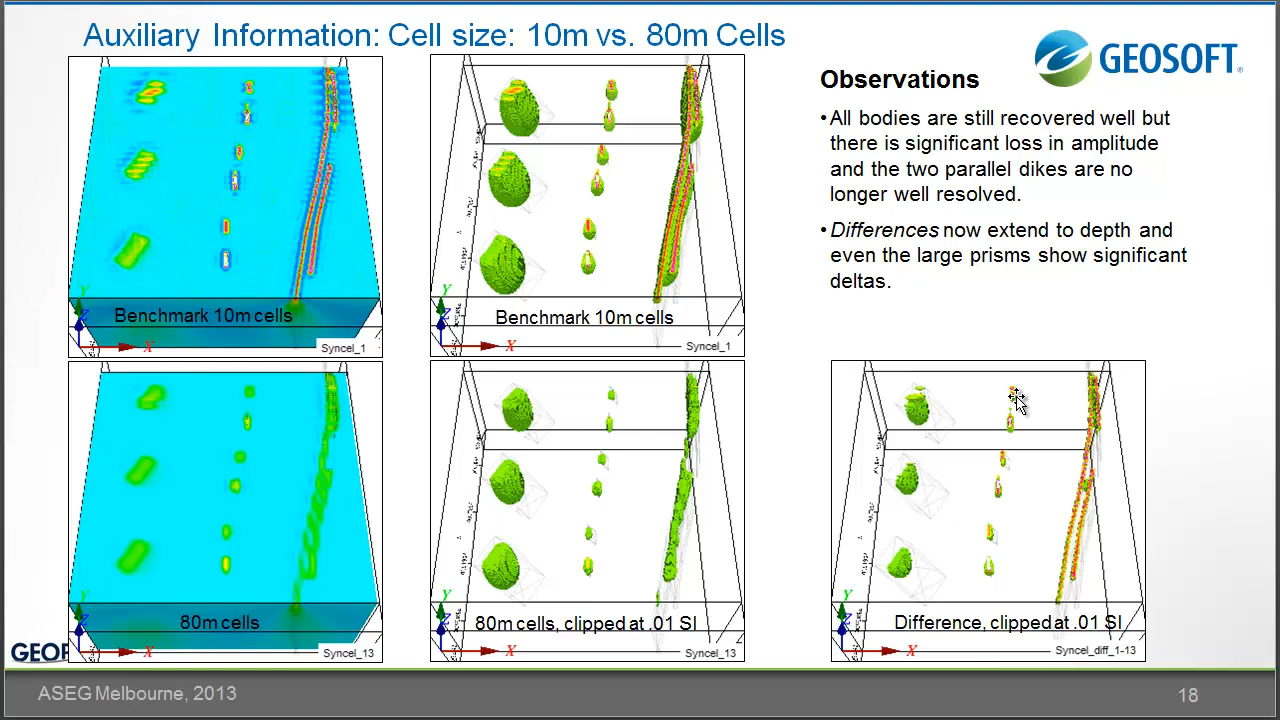 Auxiliary Information: Cell size: 10m vs. 80m Cells
GEOSOFT
Observations
•All bodies are still recovered well but
there is significant loss in amplitude
and the two parallel dikes are no
longer well resolved.
•Differences now extend to depth and
even the large prisms show significant
deltas.
Y
Z
X
Benchmark 10m cells
Syncel_1
Y
Z
X
Benchmark 10m cells
Syncel_1
Y
Z
X
80m cells
Syncel_13
Y
Z
X
80m cells, clipped at .01 SI
Syncel_13
Y
Z
X
Difference, clipped at .01 SI
Syncel_diff_1-13
ASEG Melbourne, 2013
18